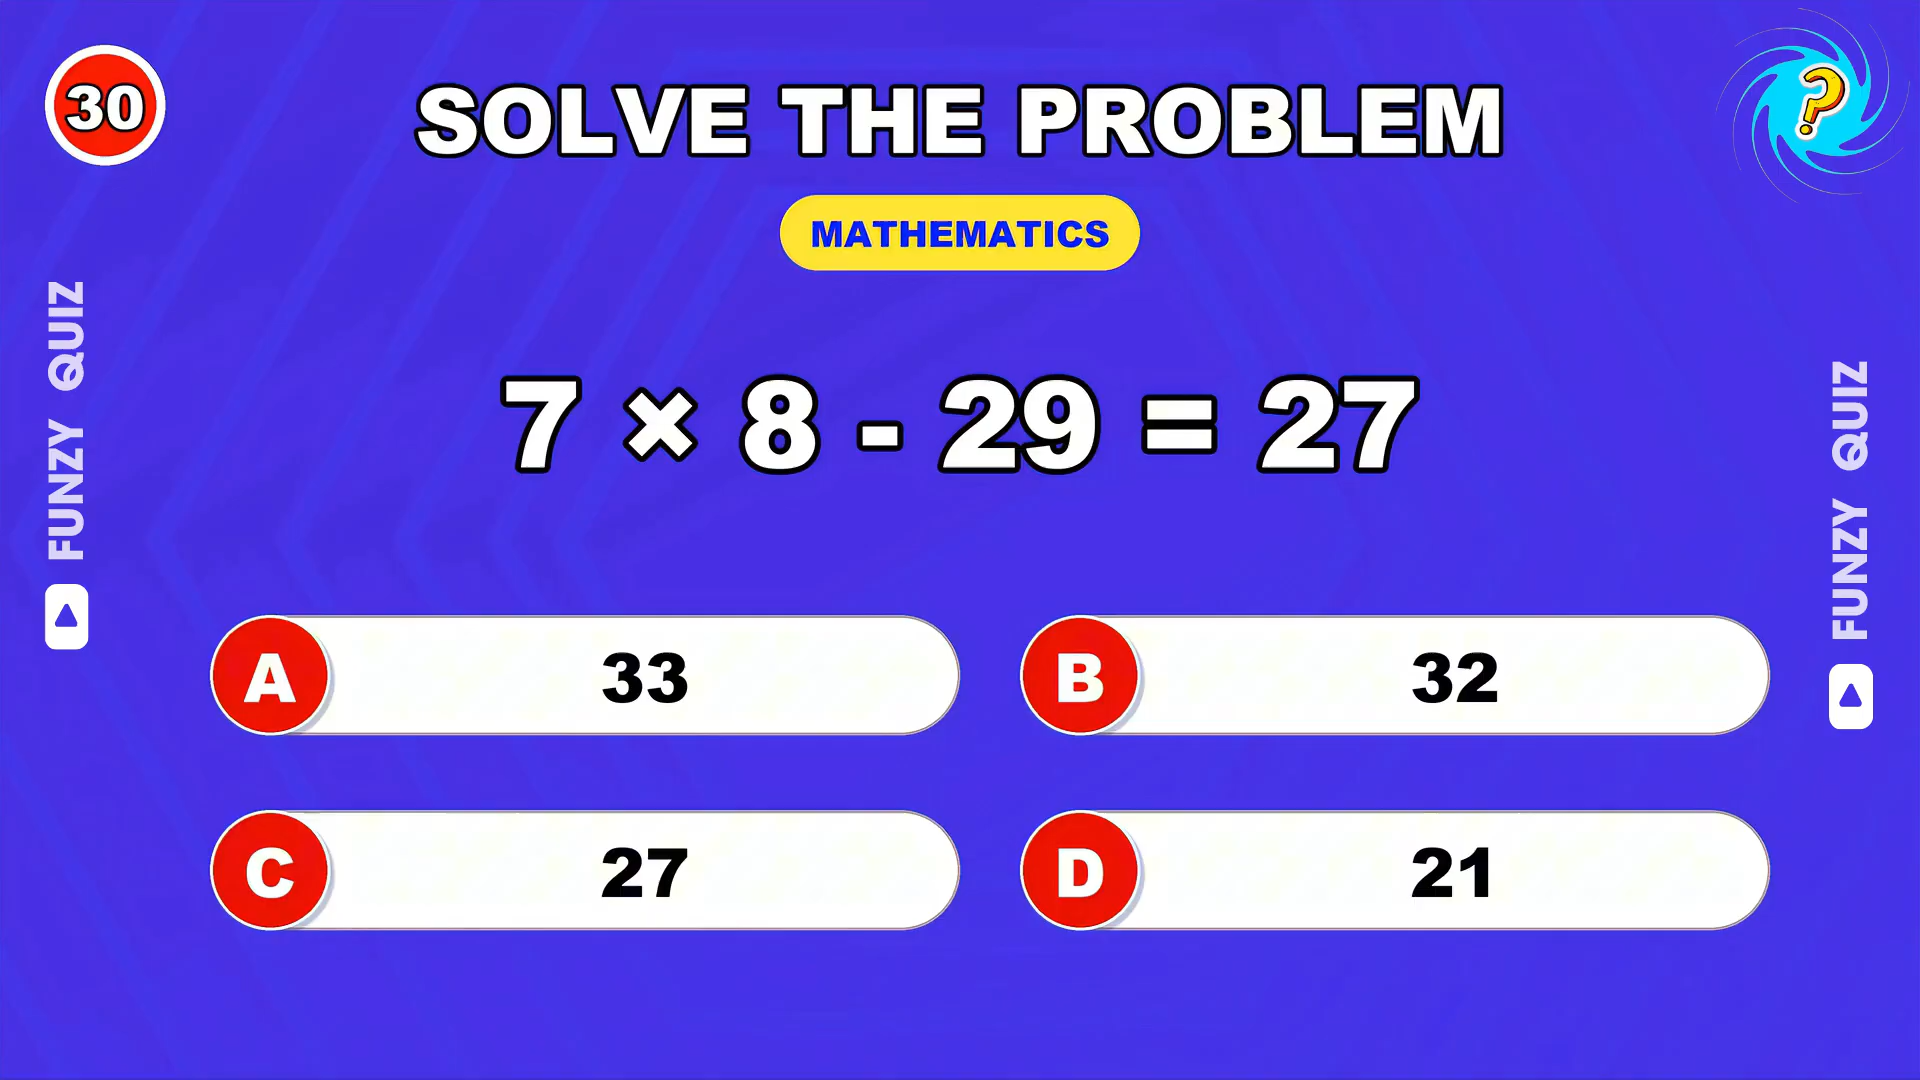 30
SOLVE THE PROBLEM
?
MATHEMATICS
7 × 8 - 29 = 27
FUNZY QUIZ
FUNZY QUIZ
A 33
B 32
C 27
D 21